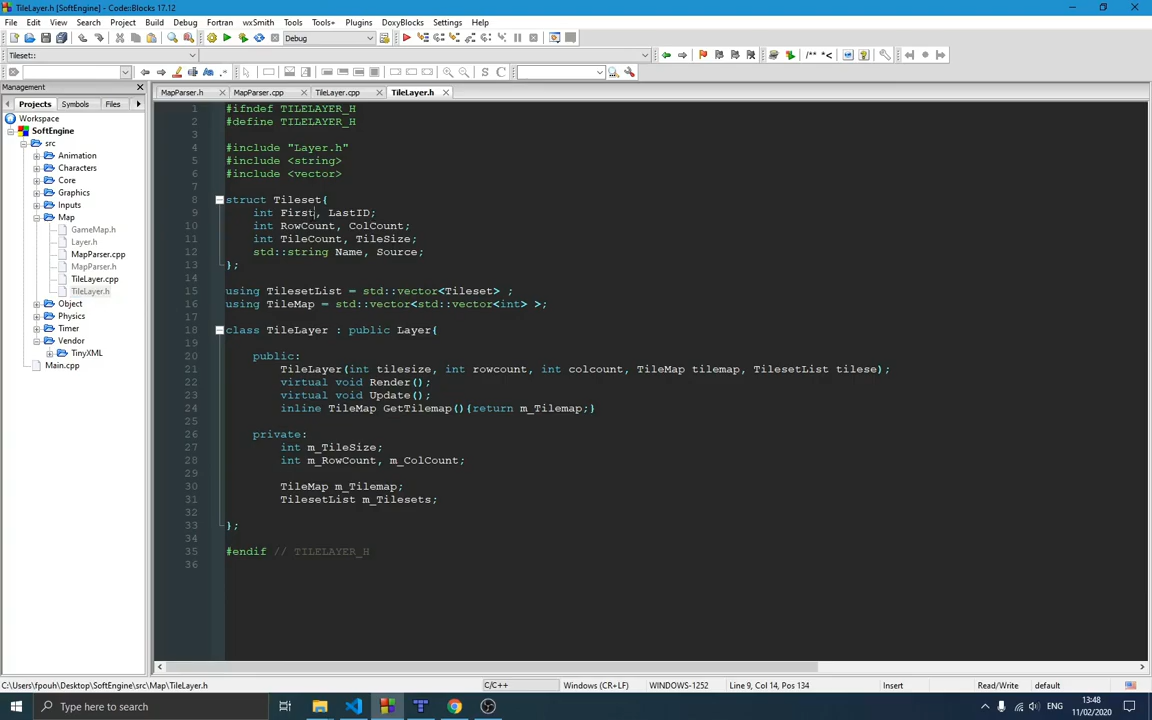 TileLayer.h [SoftEngine] - Code::Blocks 17.12
File Edit View Search Project Build Debug Fortran wxSmith Tools Tools+ Plugins DoxyBlocks Settings Help
Debug
Tileset::
/** *<
S C
Management
MapParser.h MapParser.cpp TileLayer.cpp TileLayer.h
Projects Symbols Files
Workspace
SoftEngine
src
Animation
Characters
Core
Graphics
Inputs
Map
GameMap.h
Layer.h
MapParser.cpp
MapParser.h
TileLayer.cpp
TileLayer.h
Object
Physics
Timer
Vendor
TinyXML
Main.cpp
1 #ifndef TILELAYER_H
2 #define TILELAYER_H
3
4 #include "Layer.h"
5 #include <string>
6 #include <vector>
7
8 struct Tileset{
9 int First, LastID;
10 int RowCount, ColCount;
11 int TileCount, TileSize;
12 std::string Name, Source;
13 };
14
15 using TilesetList = std::vector<Tileset> ;
16 using TileMap = std::vector<std::vector<int> >;
17
18 class TileLayer : public Layer{
19
20 public:
21 TileLayer(int tilesize, int rowcount, int colcount, TileMap tilemap, TilesetList tilese);
22 virtual void Render();
23 virtual void Update();
24 inline TileMap GetTilemap(){return m_Tilemap;}
25
26 private:
27 int m_TileSize;
28 int m_RowCount, m_ColCount;
29
30 TileMap m_Tilemap;
31 TilesetList m_Tilesets;
32
33 };
34
35 #endif // TILELAYER_H
36
C:\Users\fpouh\Desktop\SoftEngine\src\Map\TileLayer.h C/C++ Windows (CR+LF) WINDOWS-1252 Line 9, Col 14, Pos 134 Insert Read/Write default
Type here to search
ENG
13:48
11/02/2020